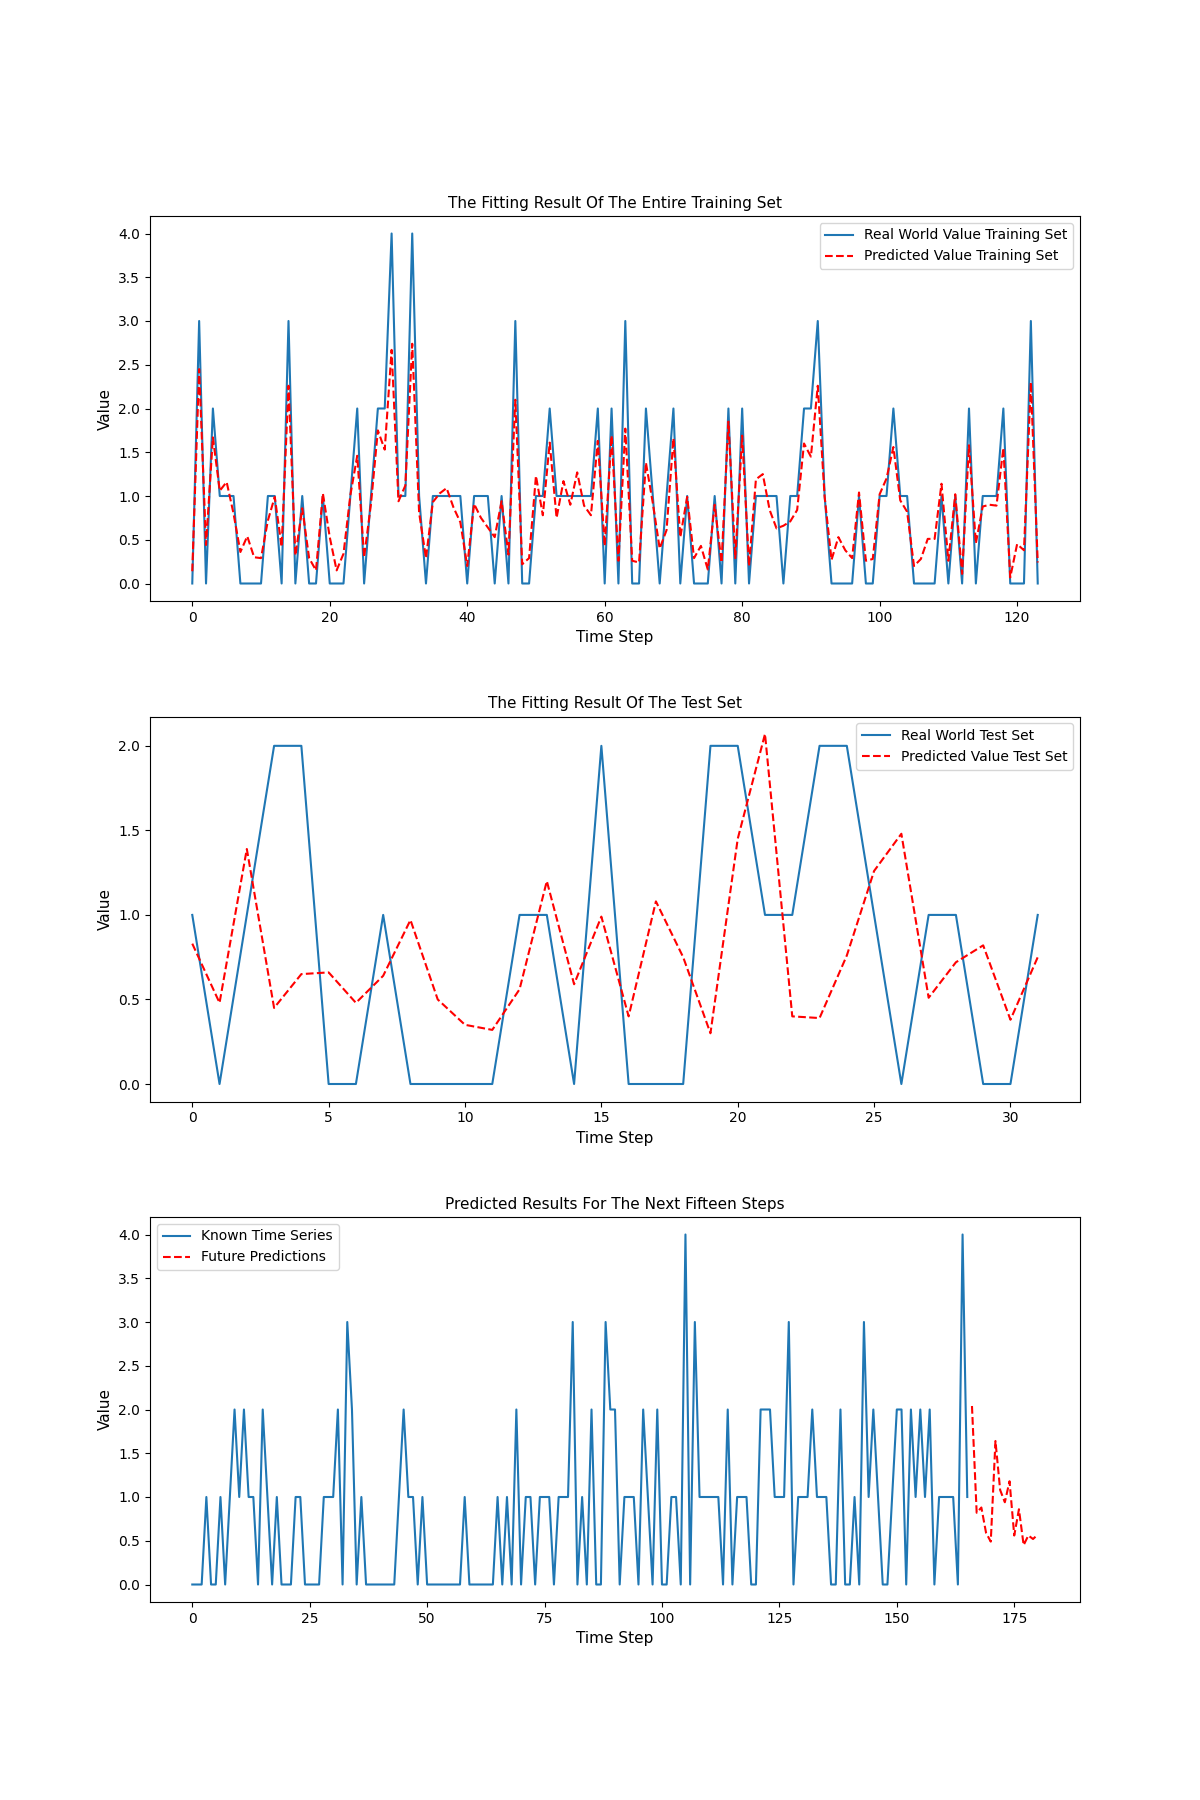 The Fitting Result Of The Entire Training Set
Real World Value Training Set
Predicted Value Training Set
Value
4.0
3.5
3.0
2.5
2.0
1.5
1.0
0.5
0.0
0 20 40 60 80 100 120
Time Step
The Fitting Result Of The Test Set
Real World Test Set
Predicted Value Test Set
Value
2.0
1.5
1.0
0.5
0.0
0 5 10 15 20 25 30
Time Step
Predicted Results For The Next Fifteen Steps
Known Time Series
Future Predictions
Value
4.0
3.5
3.0
2.5
2.0
1.5
1.0
0.5
0.0
0 25 50 75 100 125 150 175
Time Step